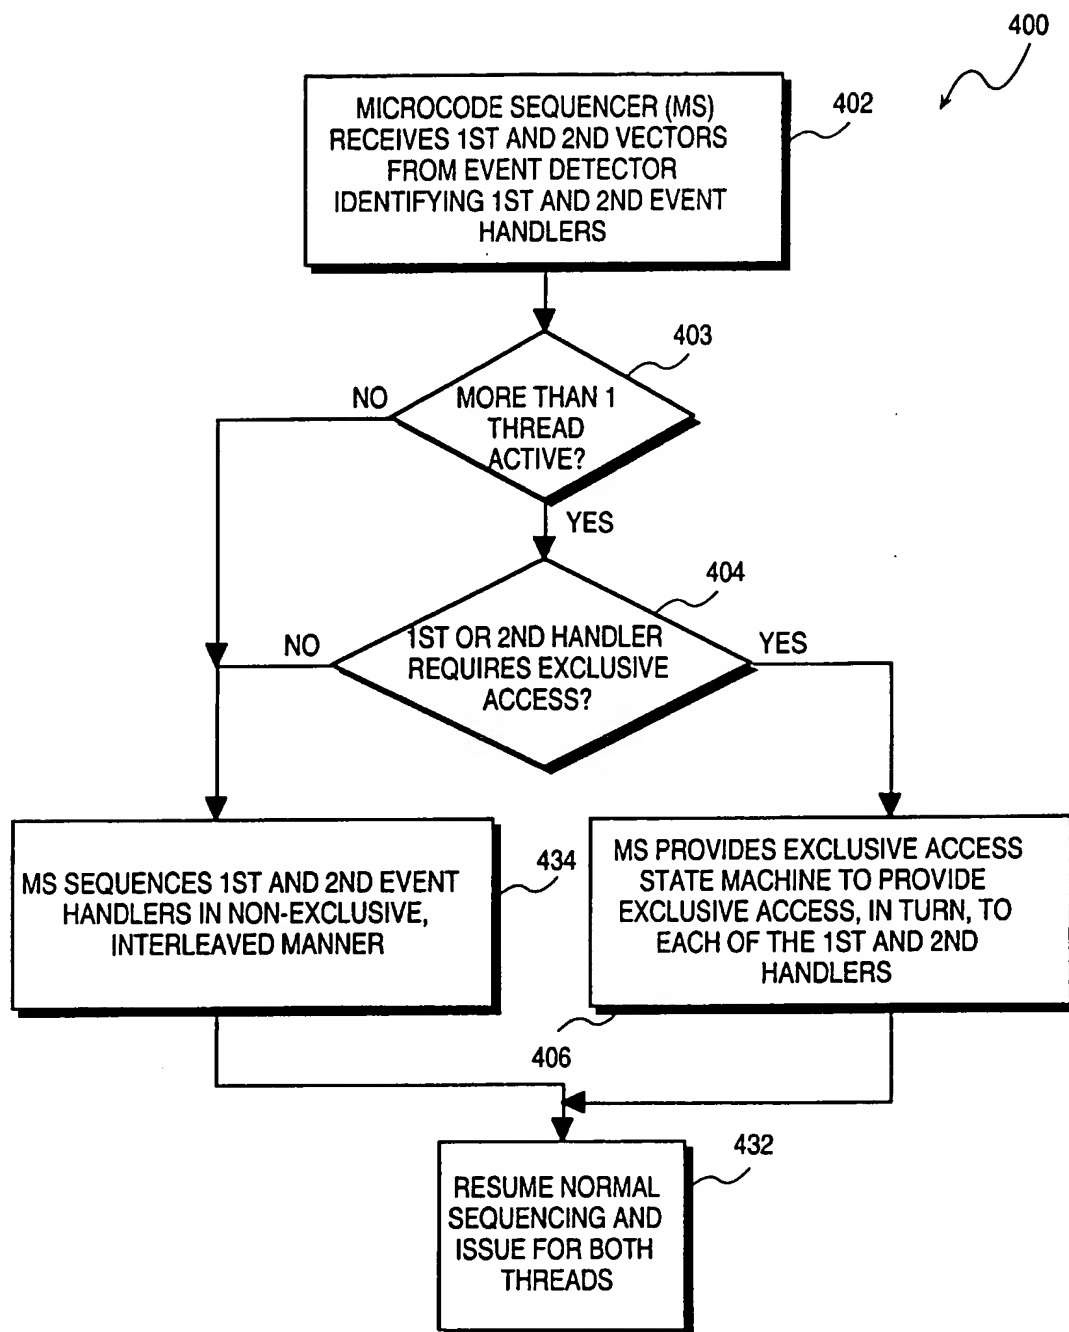 400
MICROCODE SEQUENCER (MS)
RECEIVES 1ST AND 2ND VECTORS
FROM EVENT DETECTOR
IDENTIFYING 1ST AND 2ND EVENT
HANDLERS
402
403
NO
MORE THAN 1
THREAD
ACTIVE?
YES
404
NO
1ST OR 2ND HANDLER
REQUIRES EXCLUSIVE
ACCESS?
YES
MS SEQUENCES 1ST AND 2ND EVENT
HANDLERS IN NON-EXCLUSIVE,
INTERLEAVED MANNER
434
MS PROVIDES EXCLUSIVE ACCESS
STATE MACHINE TO PROVIDE
EXCLUSIVE ACCESS, IN TURN, TO
EACH OF THE 1ST AND 2ND
HANDLERS
406
432
RESUME NORMAL
SEQUENCING AND
ISSUE FOR BOTH
THREADS